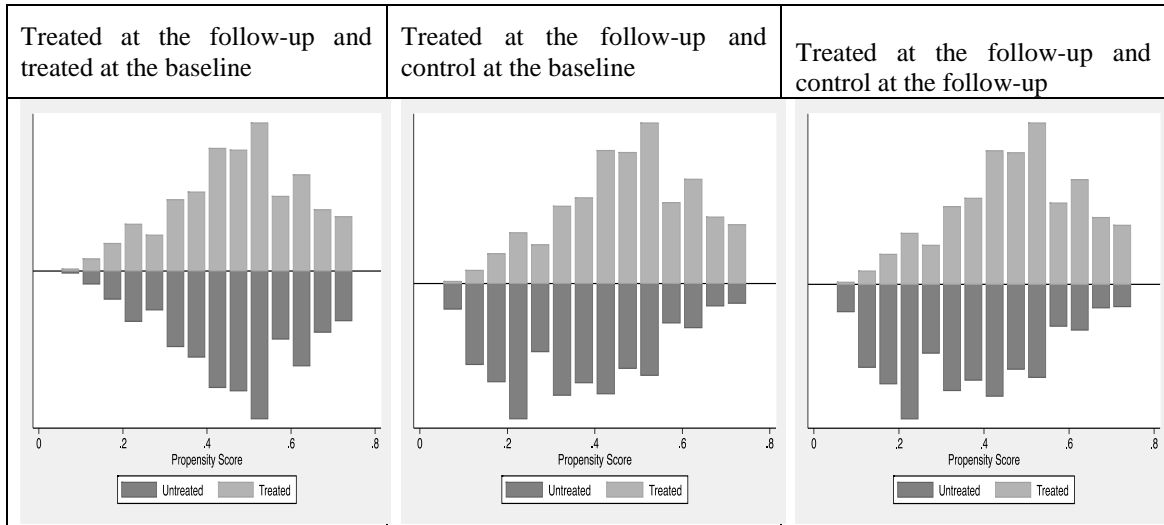 Treated at the follow-up and
treated at the baseline
Treated at the follow-up and
control at the baseline
Treated at the follow-up and
control at the follow-up
0 .2 .4 .6 .8
Propensity Score
Untreated Treated
0 .2 .4 .6 .8
Propensity Score
Untreated Treated
0 .2 .4 .6 .8
Propensity Score
Untreated Treated